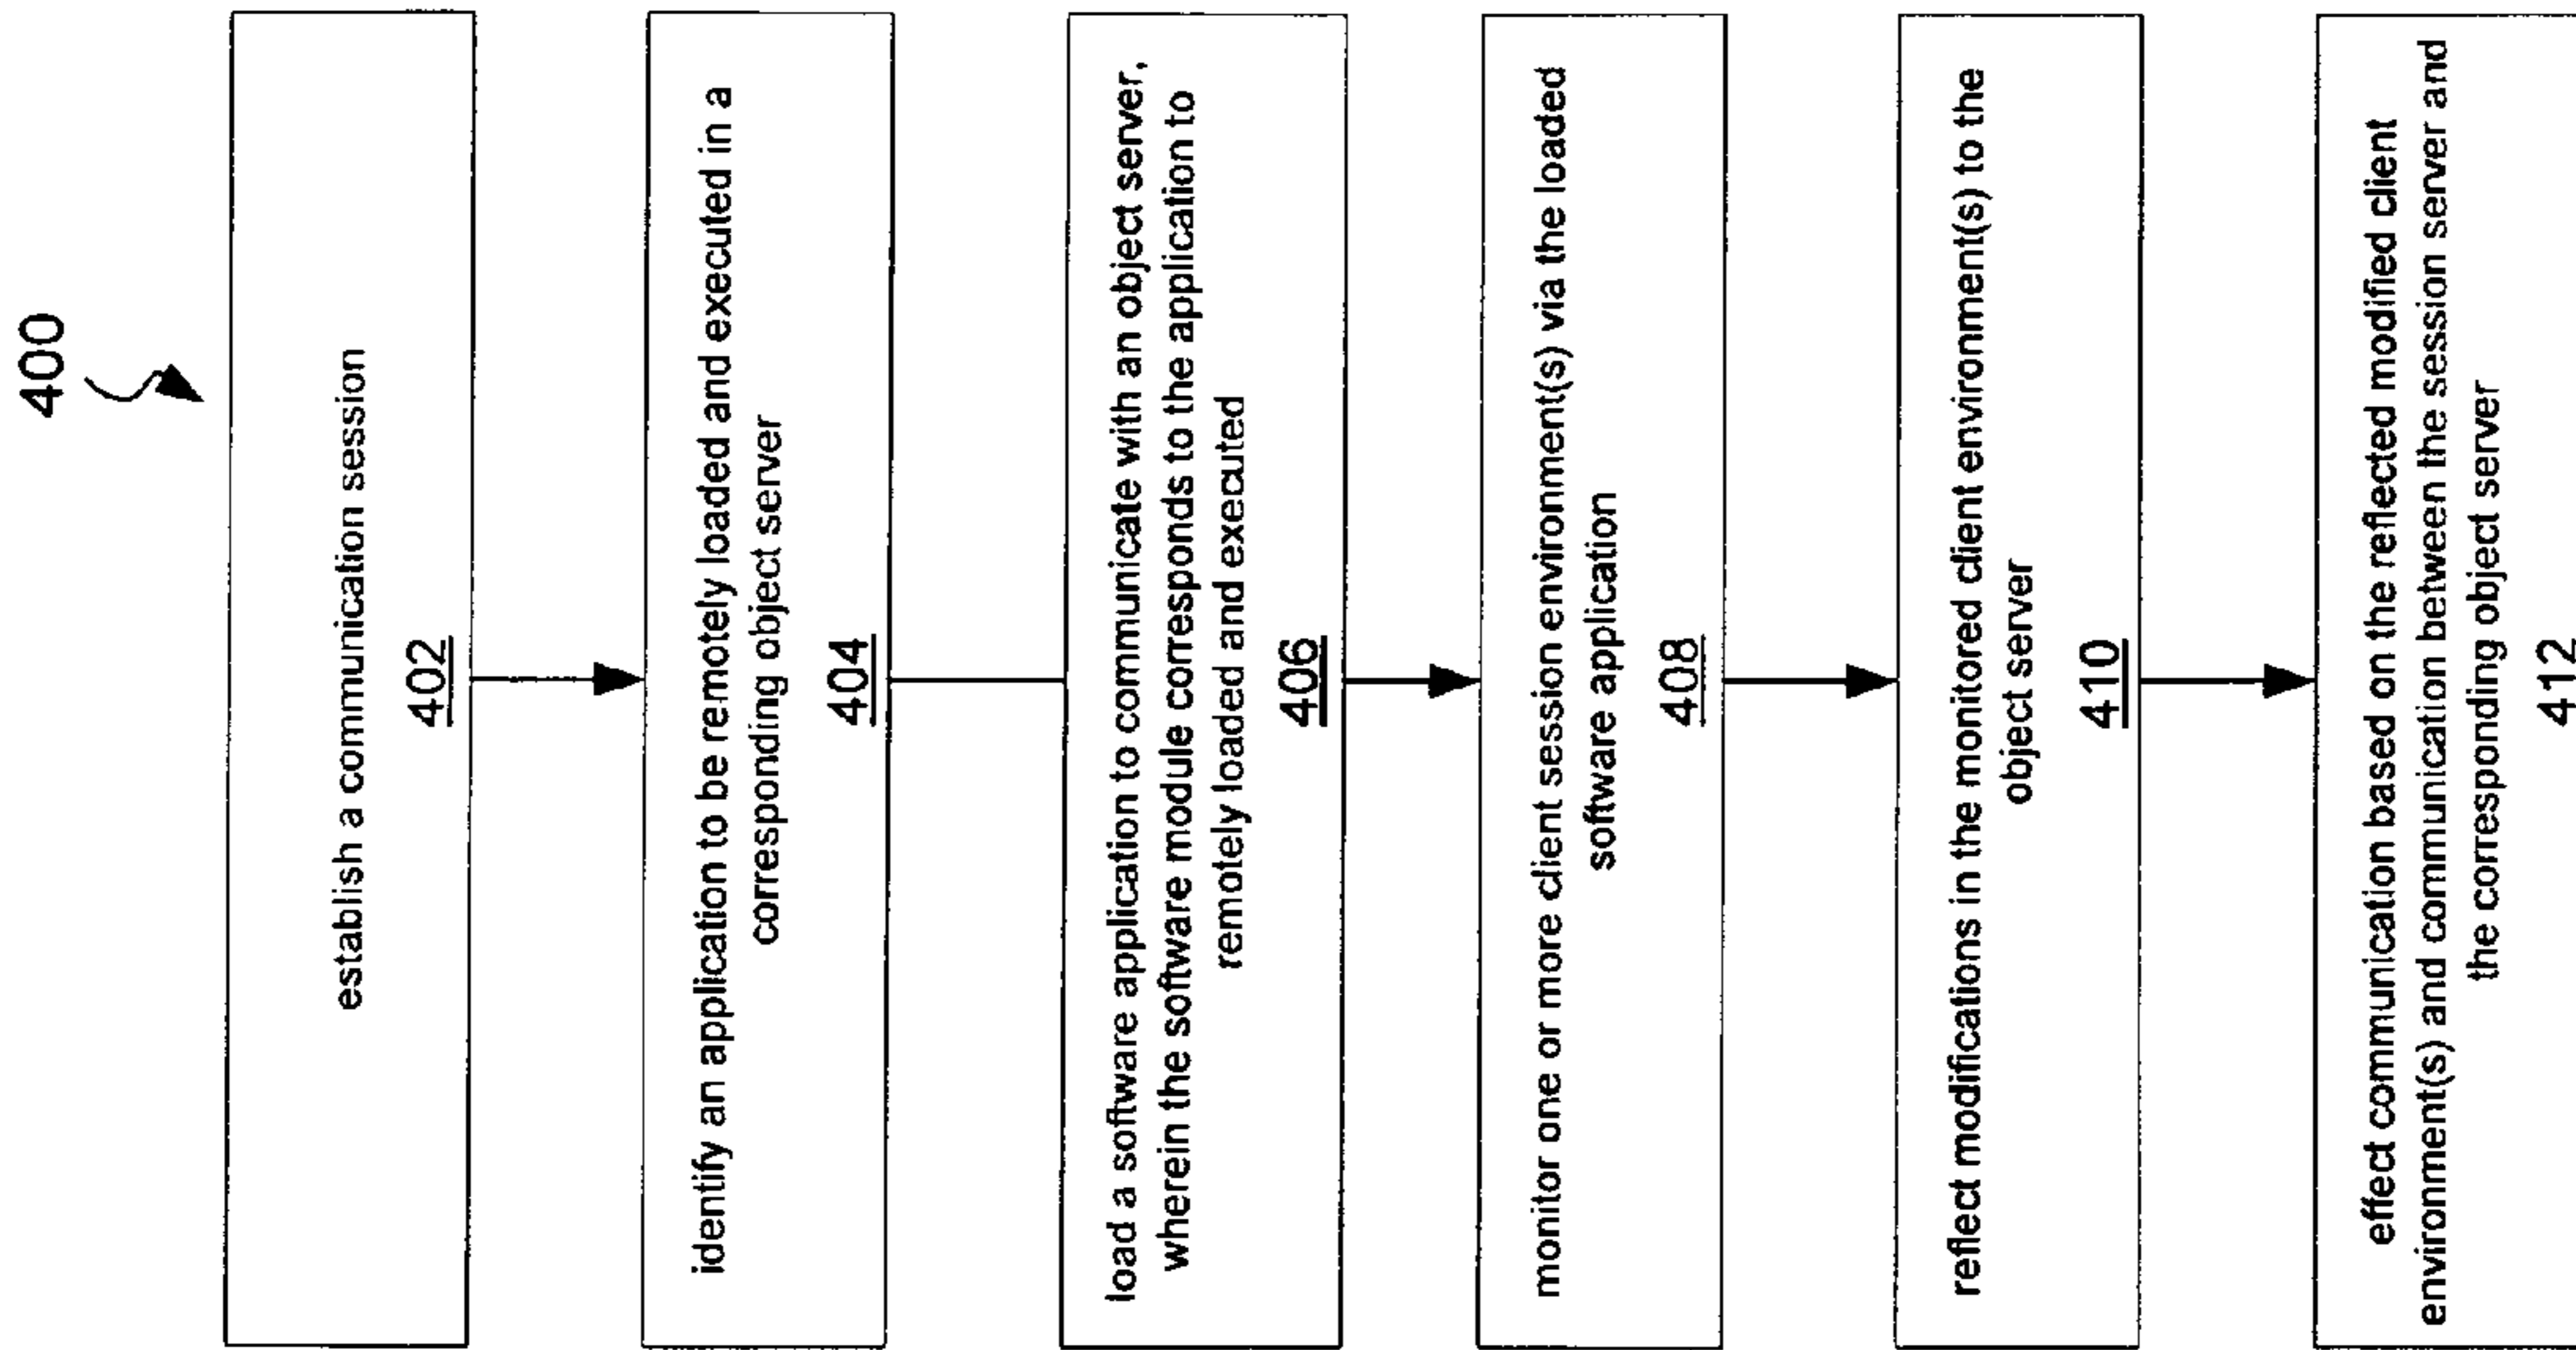 400
establish a communication session
402
identify an application to be remotely loaded and executed in a
corresponding object server
404
load a software application to communicate with an object server,
wherein the software module corresponds to the application to
remotely loaded and executed
406
monitor one or more client session environment(s) via the loaded
software application
408
reflect modifications in the monitored client environment(s) to the
object server
410
effect communication based on the reflected modified client
environment(s) and communication between the session server and
the corresponding object server
412